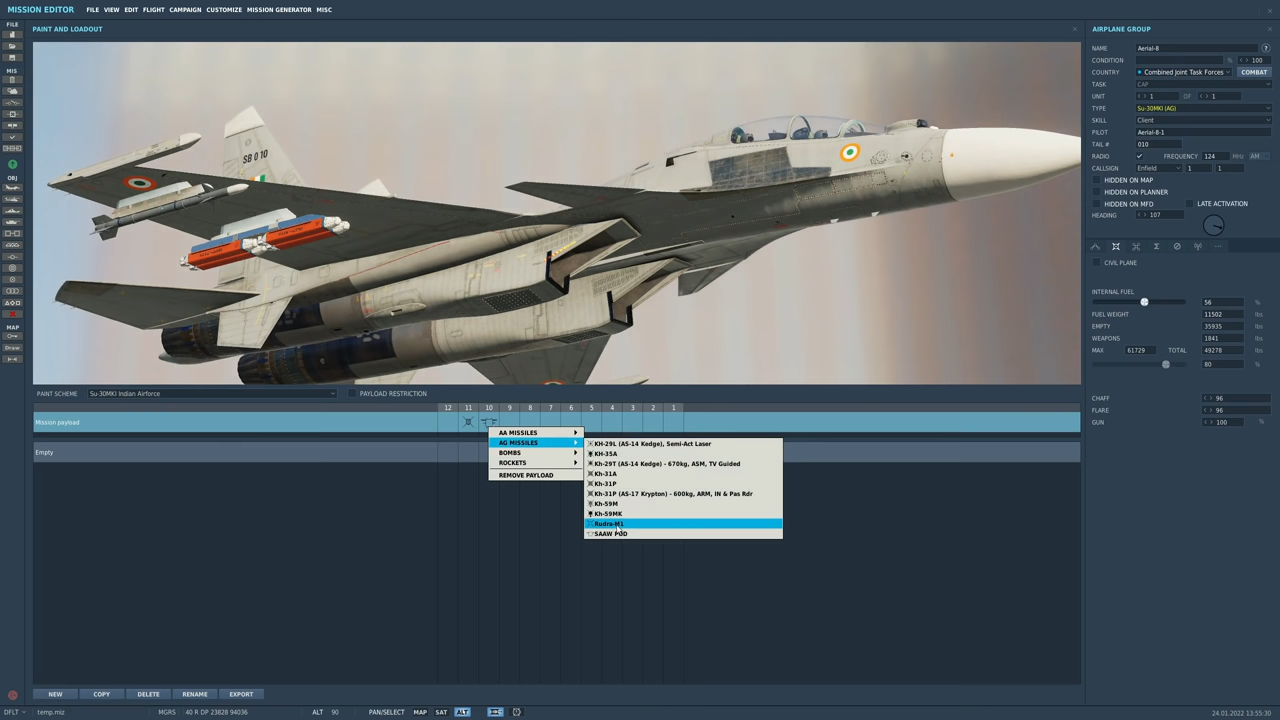 MISSION EDITOR FILE VIEW EDIT FLIGHT CAMPAIGN CUSTOMIZE MISSION GENERATOR MISC
FILE
MIS
OBJ
MAP
Draw
PAINT AND LOADOUT
SB 010
PAINT SCHEME Su-30MKI Indian Airforce PAYLOAD RESTRICTION
12 11 10 9 8 7 6 5 4 3 2 1
Mission payload
Empty
AA MISSILES
AG MISSILES
BOMBS
ROCKETS
REMOVE PAYLOAD
KH-29L (AS-14 Kedge), Semi-Act Laser
KH-35A
Kh-29T (AS-14 Kedge) - 670kg, ASM, TV Guided
Kh-31A
Kh-31P
Kh-31P (AS-17 Krypton) - 600kg, ARM, IN & Pas Rdr
Kh-59M
Kh-59MK
Rudra-M1
SAAW POD
NEW COPY DELETE RENAME EXPORT
AIRPLANE GROUP
NAME Aerial-8 ?
CONDITION % 100
COUNTRY Combined Joint Task Forces COMBAT
TASK CAP
UNIT 1 OF 1
TYPE Su-30MKI (AG)
SKILL Client
PILOT Aerial-8-1
TAIL # 010
RADIO FREQUENCY 124 MHz AM
CALLSIGN Enfield 1 1
HIDDEN ON MAP
HIDDEN ON PLANNER
HIDDEN ON MFD LATE ACTIVATION
HEADING 107
CIVIL PLANE
INTERNAL FUEL
56 %
FUEL WEIGHT 11502 lbs
EMPTY 35935 lbs
WEAPONS 1841 lbs
MAX 61729 TOTAL 49278 lbs
80 %
CHAFF 96
FLARE 96
GUN 100 %
DFLT temp.miz MGRS 40 R DP 23828 94036 ALT 90 PAN/SELECT MAP SAT ALT 24.01.2022 13:55:30